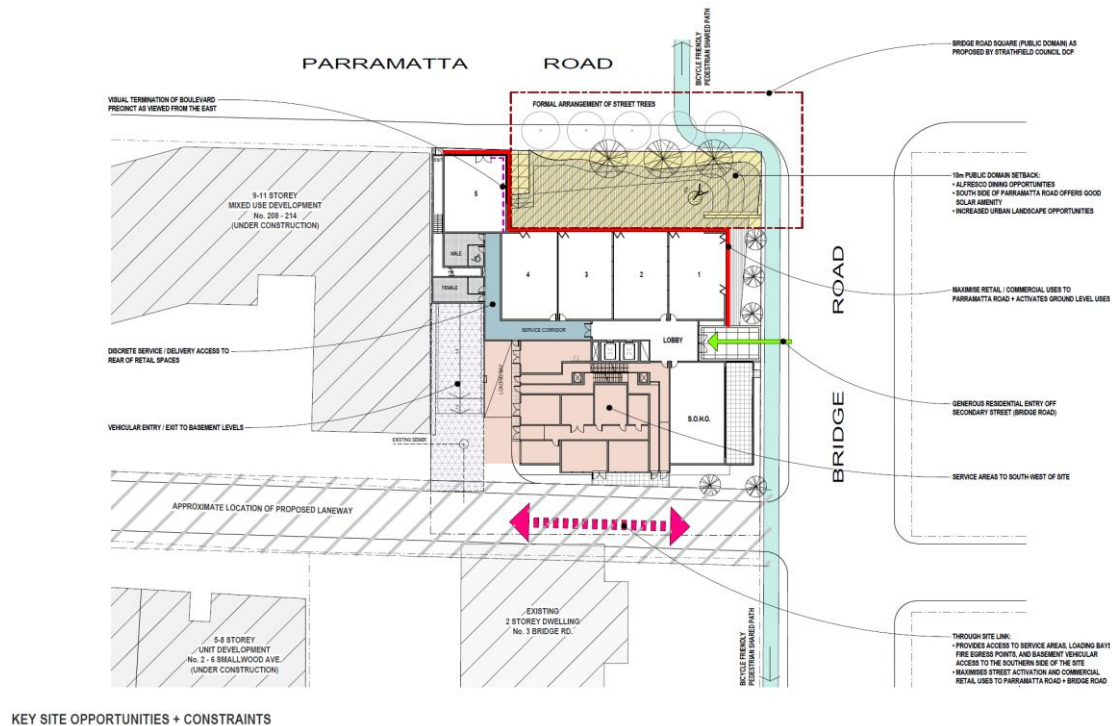 PARRAMATTA ROAD
BICYCLE FRIENDLY
PEDESTRIAN SHARED PATH
BRIDGE ROAD SQUARE (PUBLIC DOMAIN) AS
PROPOSED BY STRATHFIELD COUNCIL DCP
VISUAL TERMINATION OF BOULEVARD
PRECINCT AS VIEWED FROM THE EAST
FORMAL ARRANGEMENT OF STREET TREES
9-11 STOREY
MIXED USE DEVELOPMENT
No. 208 - 214
(UNDER CONSTRUCTION)
5
10m PUBLIC DOMAIN SETBACK:
• ALFRESCO DINING OPPORTUNITIES
• SOUTH SIDE OF PARRAMATTA ROAD OFFERS GOOD
SOLAR AMENITY
• INCREASED URBAN LANDSCAPE OPPORTUNITIES
MALE
FEMALE
4
3
2
1
BRIDGE ROAD
MAXIMISE RETAIL / COMMERCIAL USES TO
PARRAMATTA ROAD + ACTIVATES GROUND LEVEL USES
SERVICE CORRIDOR
LOBBY
DISCRETE SERVICE / DELIVERY ACCESS TO
REAR OF RETAIL SPACES
LOADING BAY
GENEROUS RESIDENTIAL ENTRY OFF
SECONDARY STREET (BRIDGE ROAD)
VEHICULAR ENTRY / EXIT TO BASEMENT LEVELS
EXISTING SEWER
S.O.H.O.
SERVICE AREAS TO SOUTH-WEST OF SITE
APPROXIMATE LOCATION OF PROPOSED LANEWAY
EXISTING
2 STOREY DWELLING
No. 3 BRIDGE RD.
5-8 STOREY
UNIT DEVELOPMENT
No. 2 - 6 SMALLWOOD AVE.
(UNDER CONSTRUCTION)
BICYCLE FRIENDLY
PEDESTRIAN SHARED PATH
THROUGH SITE LINK:
• PROVIDES ACCESS TO SERVICE AREAS, LOADING BAYS
FIRE EGRESS POINTS, AND BASEMENT VEHICULAR
ACCESS TO THE SOUTHERN SIDE OF THE SITE
• MAXIMISES STREET ACTIVATION AND COMMERCIAL
RETAIL USES TO PARRAMATTA ROAD + BRIDGE ROAD
KEY SITE OPPORTUNITIES + CONSTRAINTS